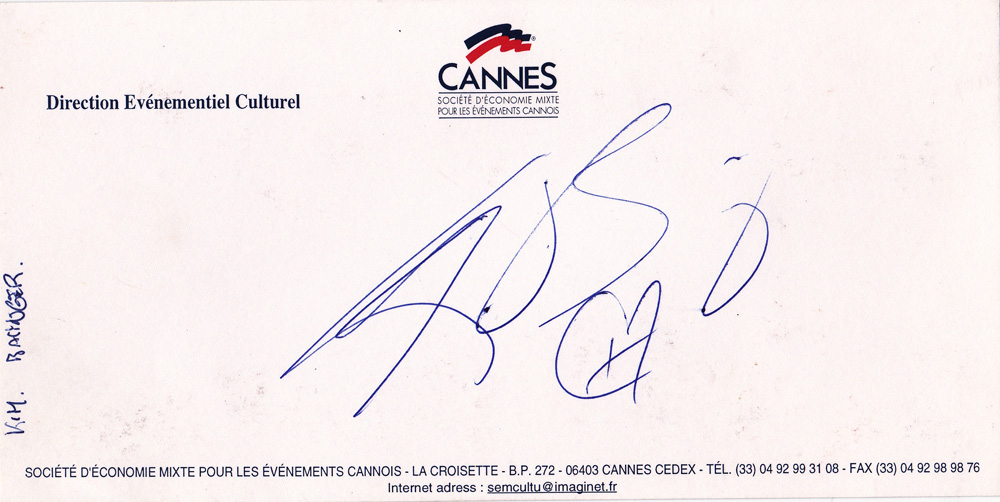 CANNES
SOCIÉTÉ D'ÉCONOMIE MIXTE
POUR LES ÉVÉNEMENTS CANNOIS
Direction Evénementiel Culturel
KIM. BASINGER.
SOCIÉTÉ D'ÉCONOMIE MIXTE POUR LES ÉVÉNEMENTS CANNOIS - LA CROISETTE - B.P. 272 - 06403 CANNES CEDEX - TÉL. (33) 04 92 99 31 08 - FAX (33) 04 92 98 98 76
Internet adress : semcultu@imaginet.fr